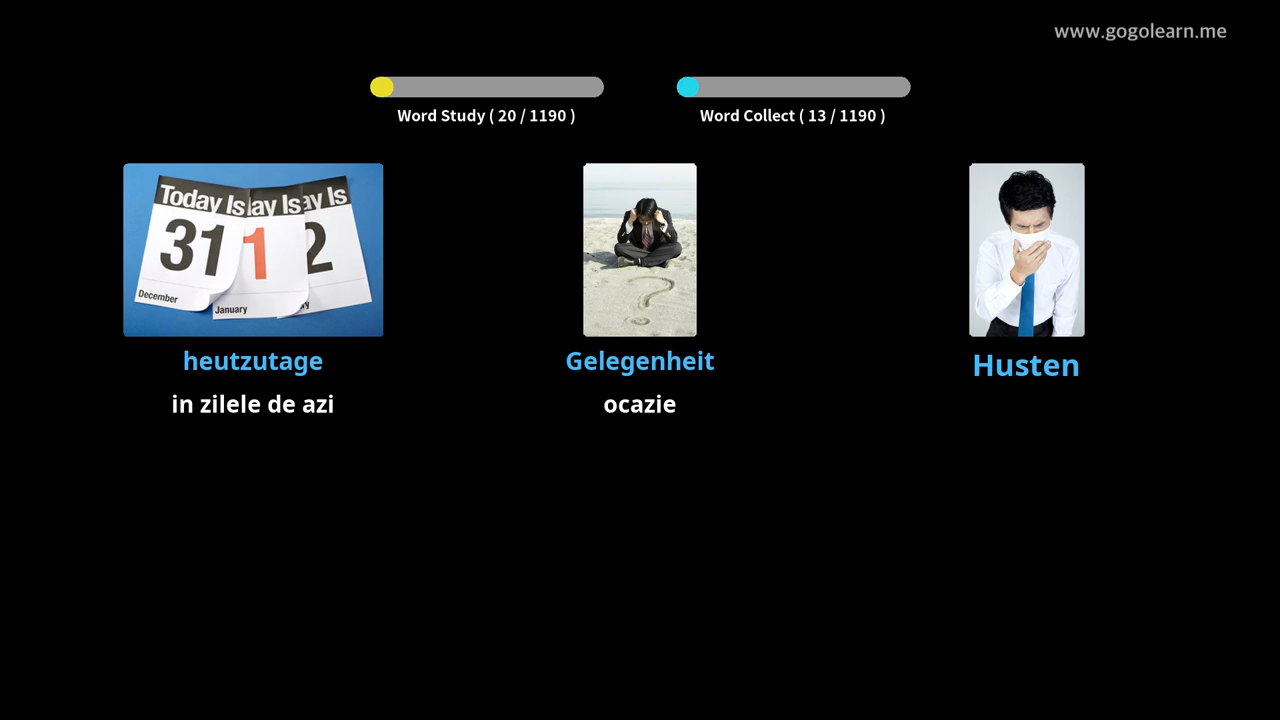 www.gogolearn.me
Word Study ( 20 / 1190 )
Word Collect ( 13 / 1190 )
Today Is
ay Is
ay Is
31
1
2
December
January
ry
?
heutzutage
Gelegenheit
Husten
in zilele de azi
ocazie